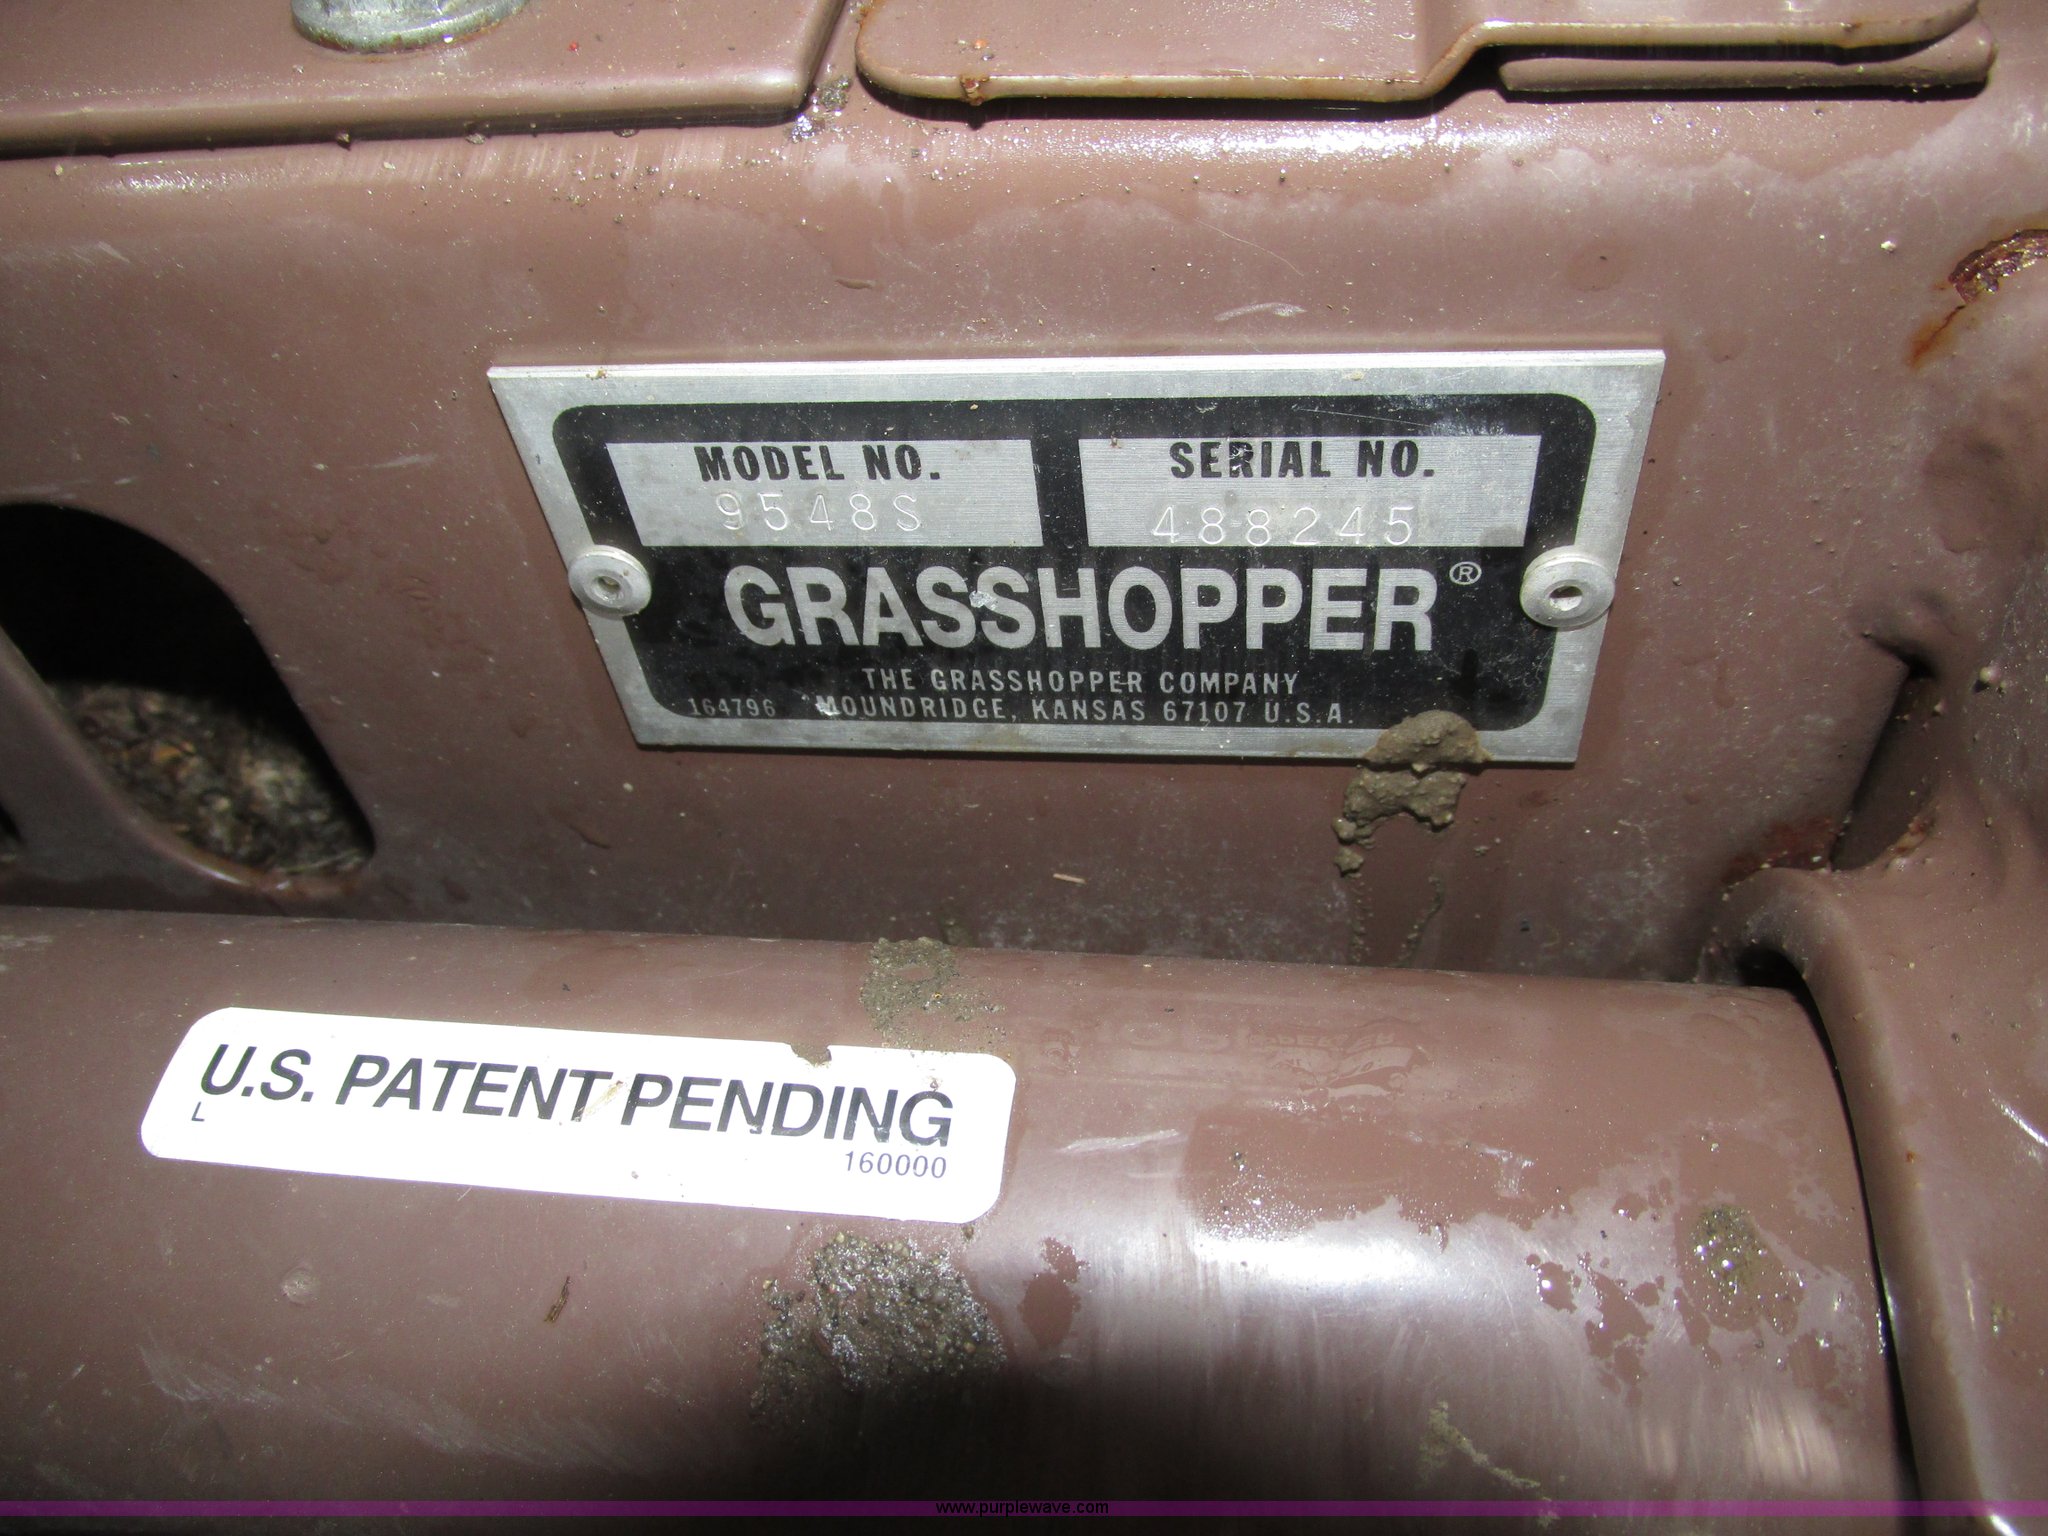 MODEL NO.
9548S
SERIAL NO.
488245
GRASSHOPPER®
THE GRASSHOPPER COMPANY
164796 MOUNDRIDGE, KANSAS 67107 U.S.A.
U.S. PATENT PENDING
L
160000
www.purplewave.com